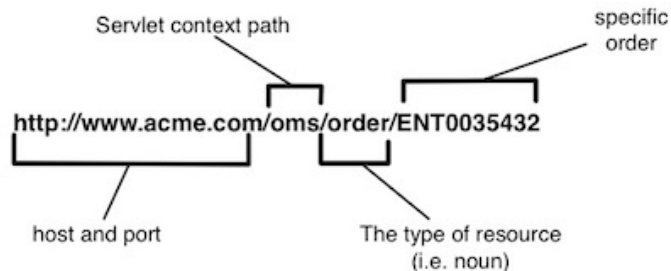 Servlet context path
specific
order
http://www.acme.com/oms/order/ENT0035432
host and port
The type of resource
(i.e. noun)